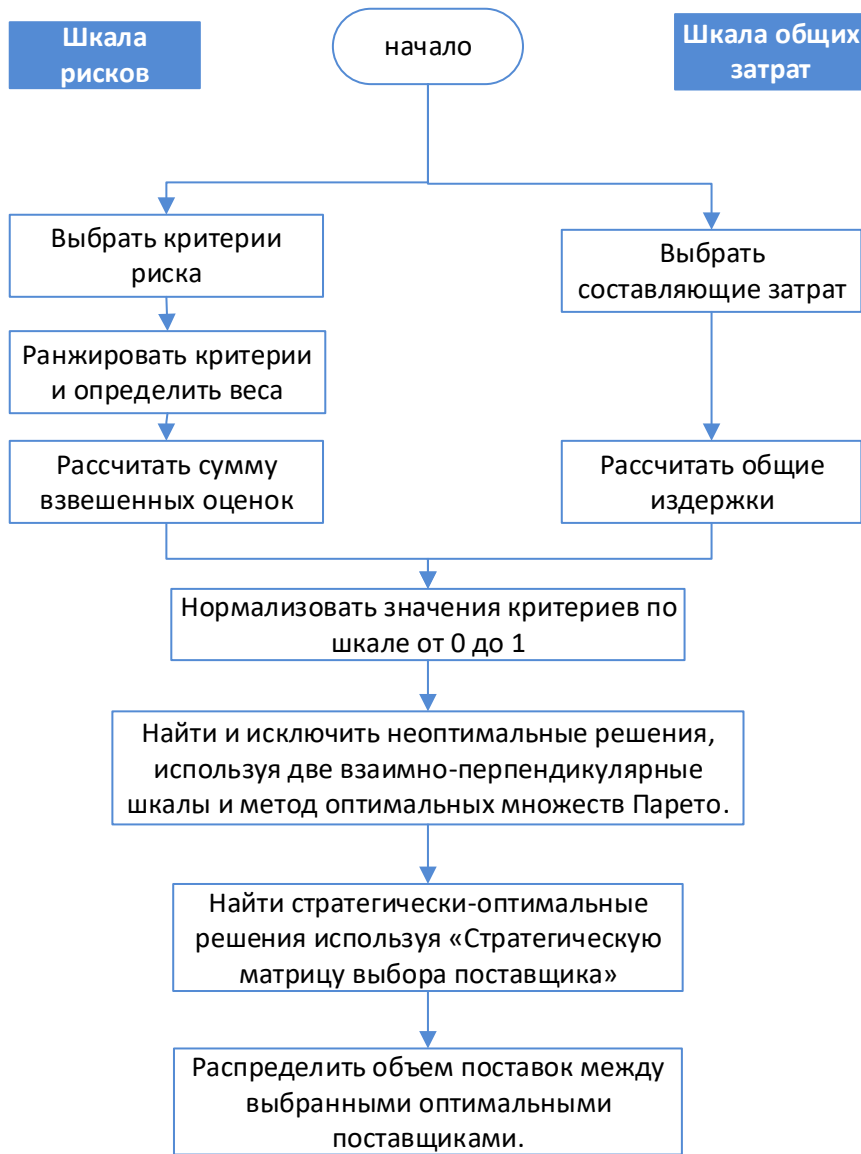 Шкала
рисков
начало
Шкала общих
затрат
Выбрать критерии
риска
Ранжировать критерии
и определить веса
Рассчитать сумму
взвешенных оценок
Выбрать
составляющие затрат
Рассчитать общие
издержки
Нормализовать значения критериев по
шкале от 0 до 1
Найти и исключить неоптимальные решения,
используя две взаимно-перпендикулярные
шкалы и метод оптимальных множеств Парето.
Найти стратегически-оптимальные
решения используя «Стратегическую
матрицу выбора поставщика»
Распределить объем поставок между
выбранными оптимальными
поставщиками.